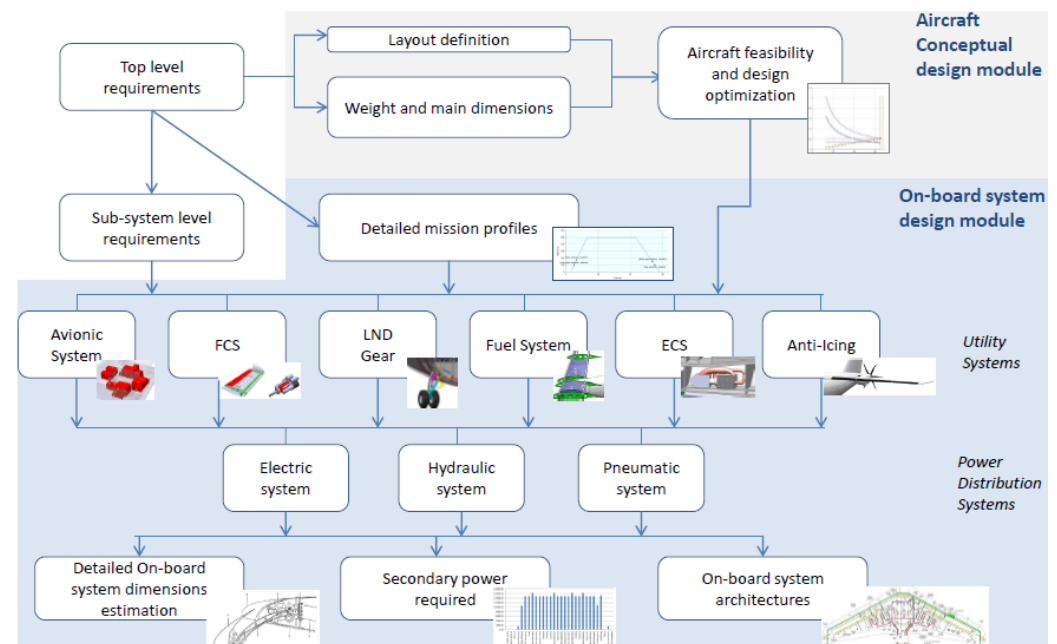 Aircraft
Conceptual
design module
Layout definition
Top level
requirements
Weight and main dimensions
Aircraft feasibility
and design
optimization
On-board system
design module
Sub-system level
requirements
Detailed mission profiles
Avionic
System
FCS
LND
Gear
Fuel System
ECS
Anti-Icing
Utility
Systems
Electric
system
Hydraulic
system
Pneumatic
system
Power
Distribution
Systems
Detailed On-board
system dimensions
estimation
Secondary power
required
On-board system
architectures